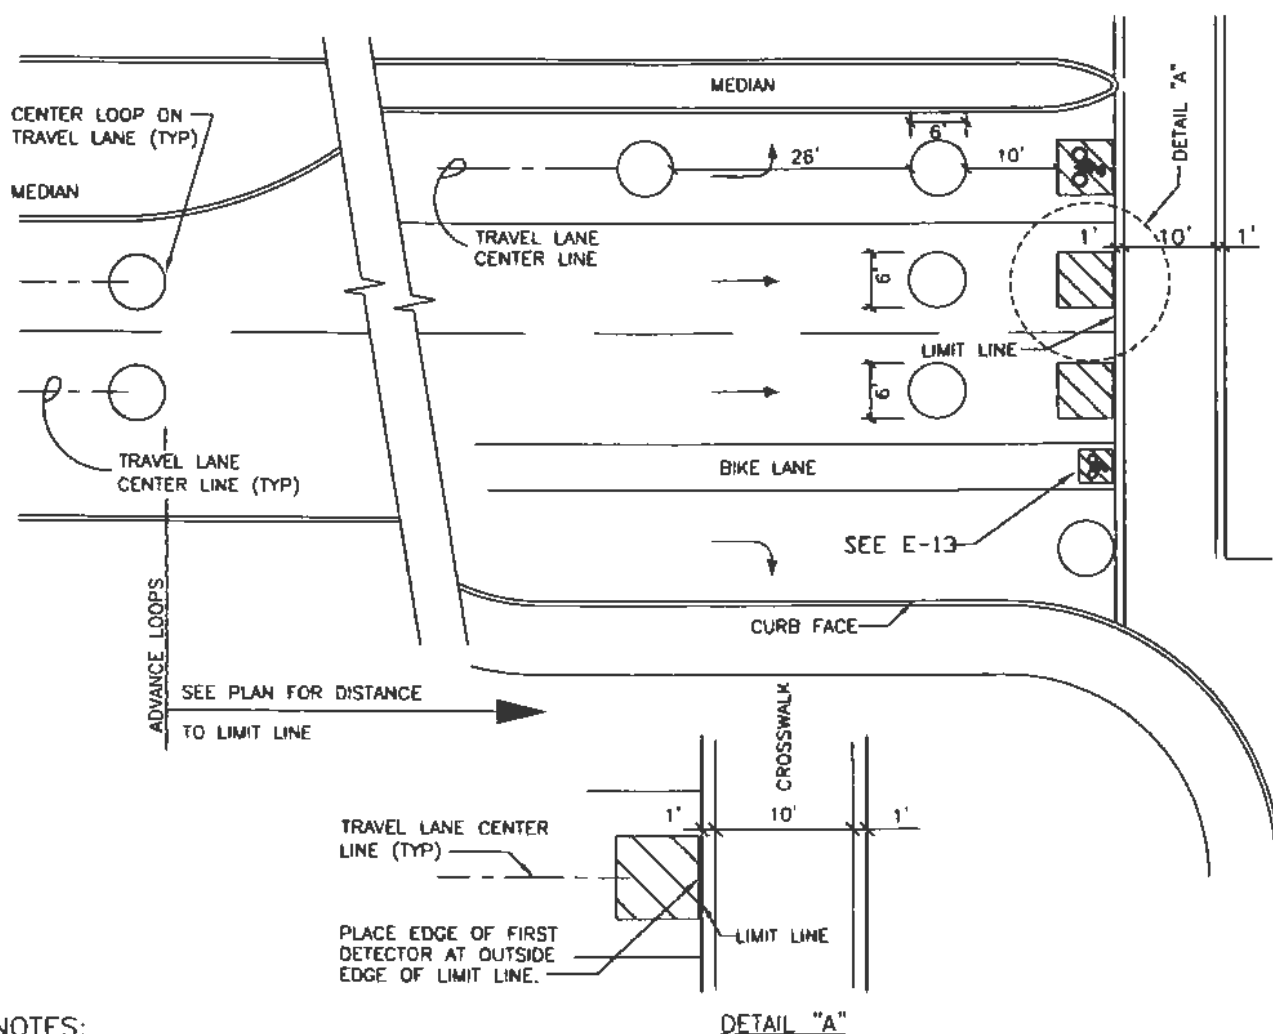 MEDIAN
DETAIL "A"
CENTER LOOP ON
TRAVEL LANE (TYP)
6'
26'
10'
MEDIAN
TRAVEL LANE
CENTER LINE
1'
10'
1'
6'
LIMIT LINE
6'
TRAVEL LANE
CENTER LINE (TYP)
BIKE LANE
SEE E-13
CURB FACE
ADVANCE LOOPS
SEE PLAN FOR DISTANCE
TO LIMIT LINE
CROSSWALK
1'
10'
1'
TRAVEL LANE CENTER
LINE (TYP)
PLACE EDGE OF FIRST
DETECTOR AT OUTSIDE
EDGE OF LIMIT LINE.
LIMIT LINE
NOTES:
DETAIL "A"